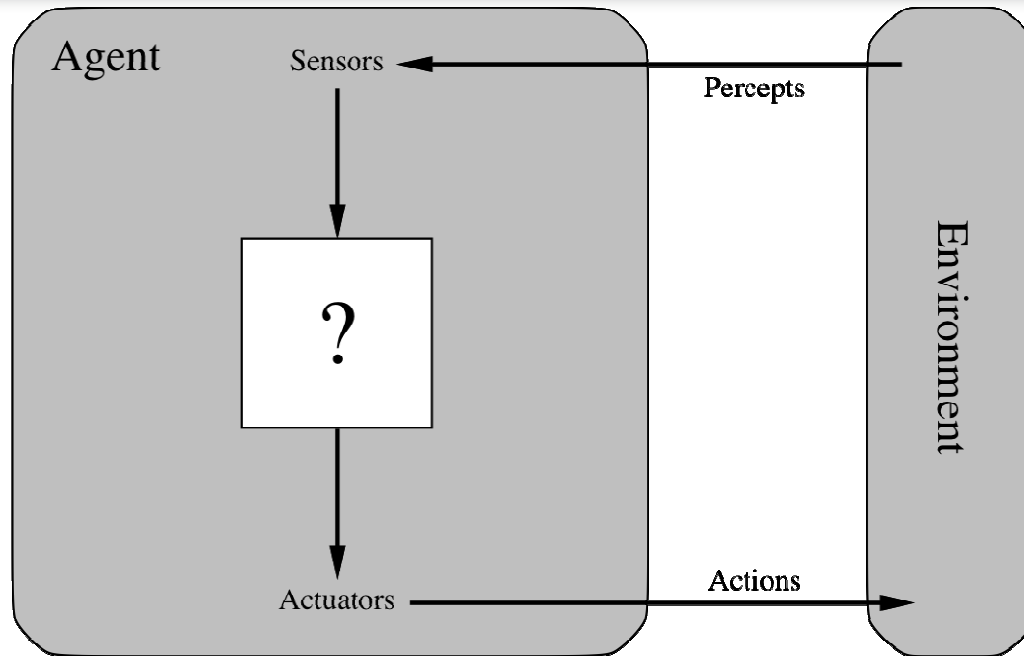 Agent
Sensors
Percepts
?
Environment
Actions
Actuators